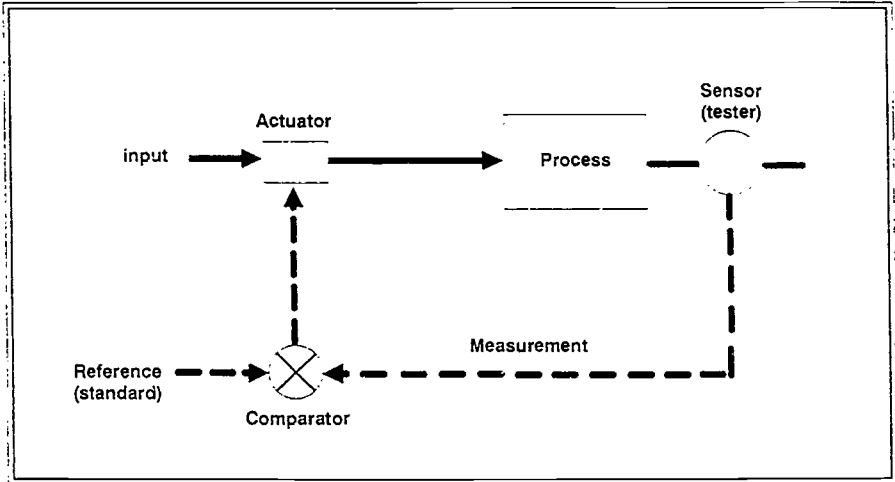 Sensor
(tester)
Actuator
input
Process
Measurement
Reference
(standard)
Comparator